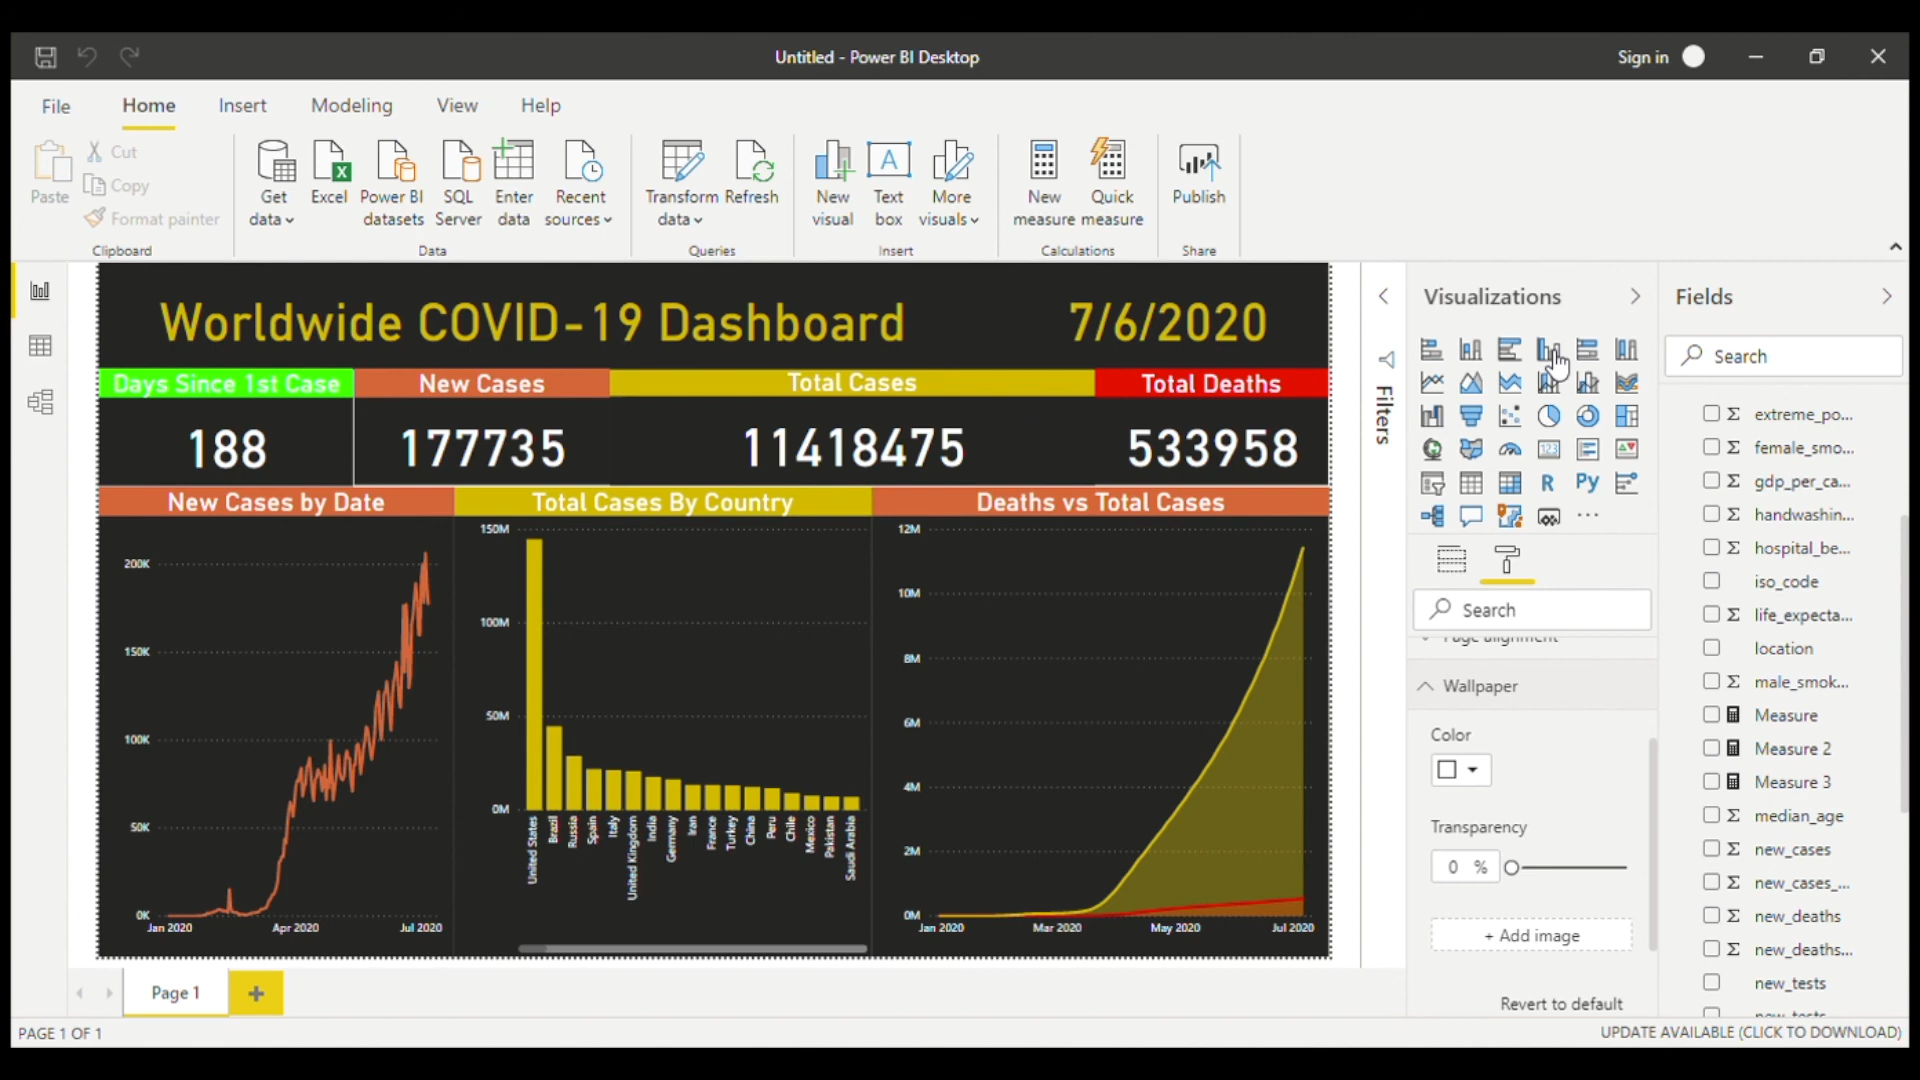 Untitled - Power BI Desktop
Sign in
File
Home
Insert
Modeling
View
Help
Paste
Cut
Copy
Format painter
Clipboard
Get data
Excel
Power BI datasets
SQL Server
Enter data
Recent sources
Data
Transform data
Refresh
Queries
New visual
Text box
More visuals
Insert
New measure
Quick measure
Calculations
Publish
Share
Worldwide COVID-19 Dashboard
7/6/2020
Days Since 1st Case
New Cases
Total Cases
Total Deaths
188
177735
11418475
533958
New Cases by Date
Total Cases By Country
Deaths vs Total Cases
200K
150K
100K
50K
0K
Jan 2020
Apr 2020
Jul 2020
150M
100M
50M
0M
United States
Brazil
Russia
Spain
Italy
United Kingdom
India
Germany
Iran
France
Turkey
China
Peru
Chile
Mexico
Pakistan
Saudi Arabia
12M
10M
8M
6M
4M
2M
0M
Jan 2020
Mar 2020
May 2020
Jul 2020
Filters
Visualizations
123
R
Py
Search
Page alignment
Wallpaper
Color
Transparency
0 %
+ Add image
Revert to default
Fields
Search
Σ extreme_po...
Σ female_smo...
Σ gdp_per_ca...
Σ handwashin...
Σ hospital_be...
iso_code
Σ life_expecta...
location
Σ male_smok...
Measure
Measure 2
Measure 3
Σ median_age
Σ new_cases
Σ new_cases_...
Σ new_deaths
Σ new_deaths...
new_tests
Page 1
+
PAGE 1 OF 1
UPDATE AVAILABLE (CLICK TO DOWNLOAD)